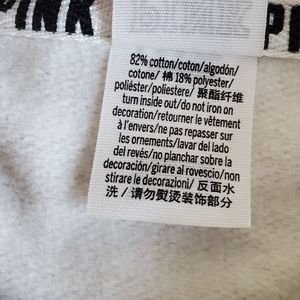 PINK
PINK
P
82% cotton/coton/algodón/
cotone/ 棉 18% polyester/
poliéster/poliestere/ 聚酯纤维
turn inside out/do not iron on
decoration/retourner le vêtement
à l'envers/ne pas repasser sur
les ornements/lavar del lado
del revés/no planchar sobre la
decoración/girare al rovescio/non
stirare le decorazioni/ 反面水
洗 / 请勿熨烫装饰部分